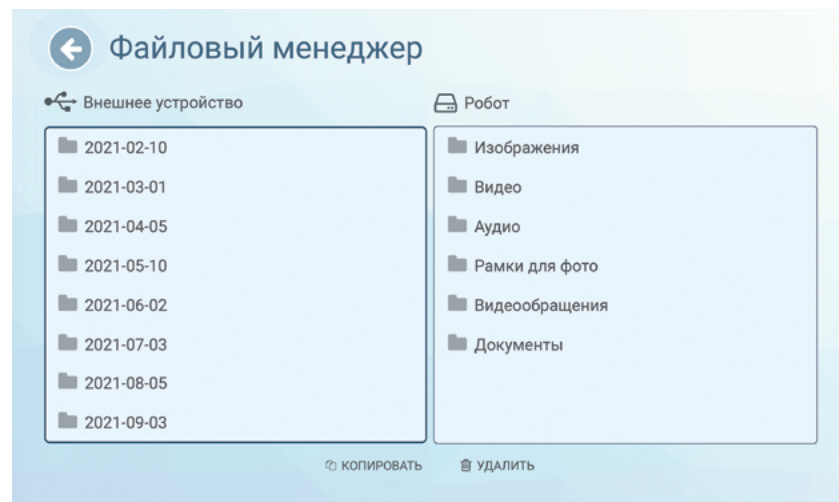 Файловый менеджер
Внешнее устройство
2021-02-10
2021-03-01
2021-04-05
2021-05-10
2021-06-02
2021-07-03
2021-08-05
2021-09-03
Робот
Изображения
Видео
Аудио
Рамки для фото
Видеообращения
Документы
КОПИРОВАТЬ
УДАЛИТЬ